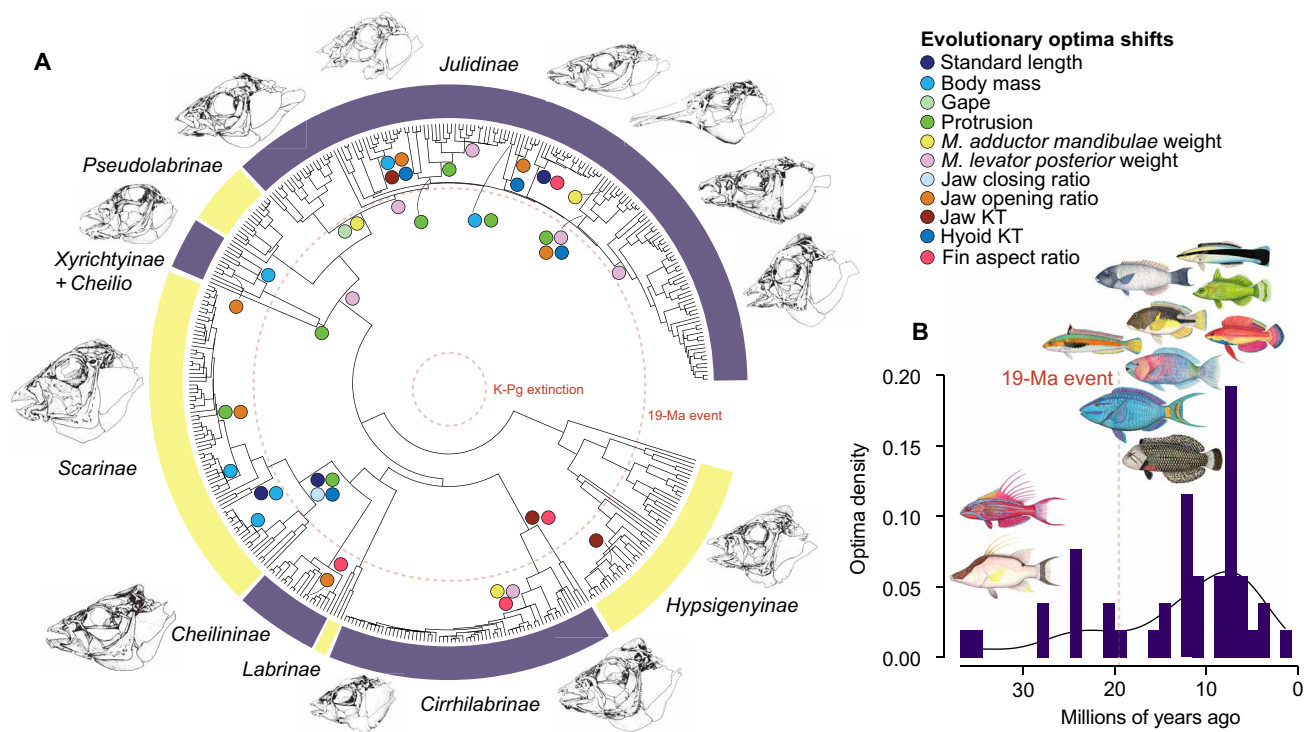 A
Julidinae
Pseudolabrinae
Xyrichtyinae
+ Cheilio
Scarinae
Cheilininae
Labrinae
Cirrhilabrinae
Hypsigenyinae
K-Pg extinction
19-Ma event
Evolutionary optima shifts
Standard length
Body mass
Gape
Protrusion
M. adductor mandibulae weight
M. levator posterior weight
Jaw closing ratio
Jaw opening ratio
Jaw KT
Hyoid KT
Fin aspect ratio
B
19-Ma event
0.20
0.15
0.10
0.05
0.00
Optima density
30
20
10
0
Millions of years ago